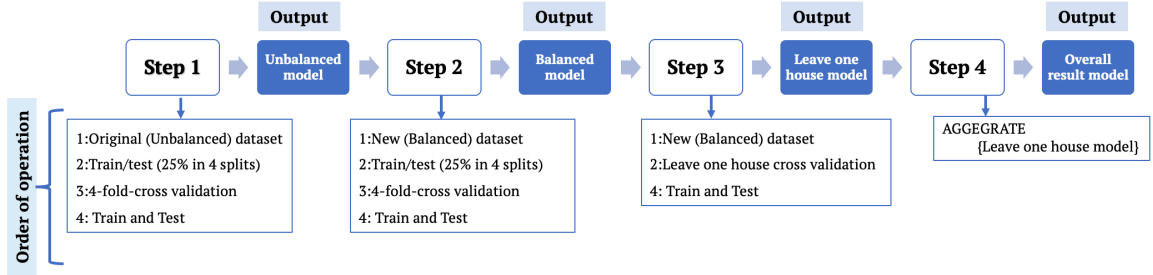 Output
Output
Output
Output
Step 1
Unbalanced
model
Step 2
Balanced
model
Step 3
Leave one
house model
Step 4
Overall
result model
Order of operation
1:Original (Unbalanced) dataset
2:Train/test (25% in 4 splits)
3:4-fold-cross validation
4: Train and Test
1:New (Balanced) dataset
2:Train/test (25% in 4 splits)
3:4-fold-cross validation
4: Train and Test
1:New (Balanced) dataset
2:Leave one house cross validation
4: Train and Test
AGGEGRATE
{Leave one house model}